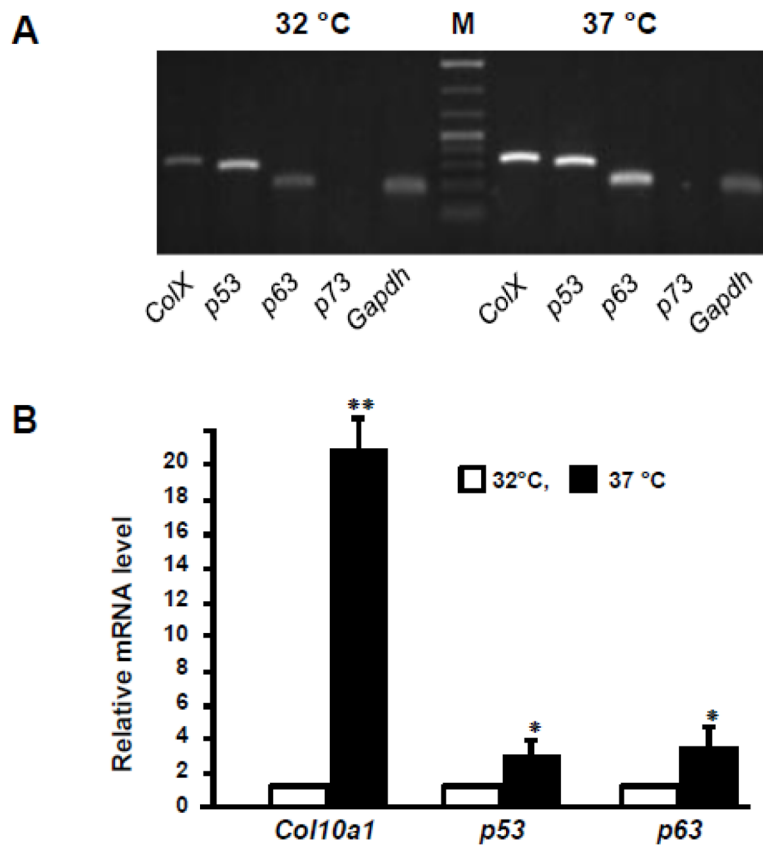 A
32 °C M 37 °C
ColX p53 p63 p73 Gapdh ColX p53 p63 p73 Gapdh
B
** 
20
18
16
14
12
10
8
6
4
2
0
Relative mRNA level
32°C, 37 °C
*
*
Col10a1 p53 p63